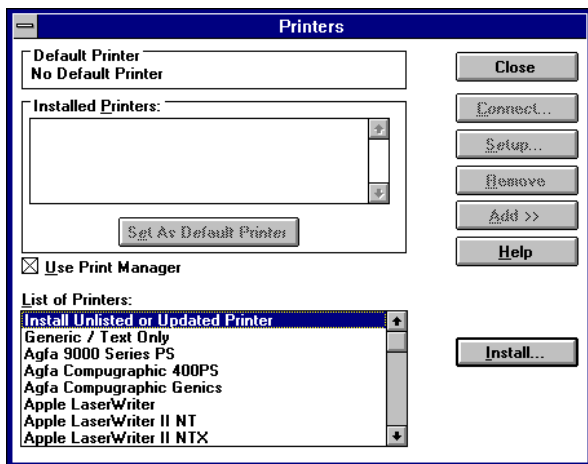 Printers
Default Printer
No Default Printer
Installed Printers:
Set As Default Printer
Use Print Manager
List of Printers:
Install Unlisted or Updated Printer
Generic / Text Only
Agfa 9000 Series PS
Agfa Compugraphic 400PS
Agfa Compugraphic Genics
Apple LaserWriter
Apple LaserWriter II NT
Apple LaserWriter II NTX
Close
Connect...
Setup...
Remove
Add >>
Help
Install...